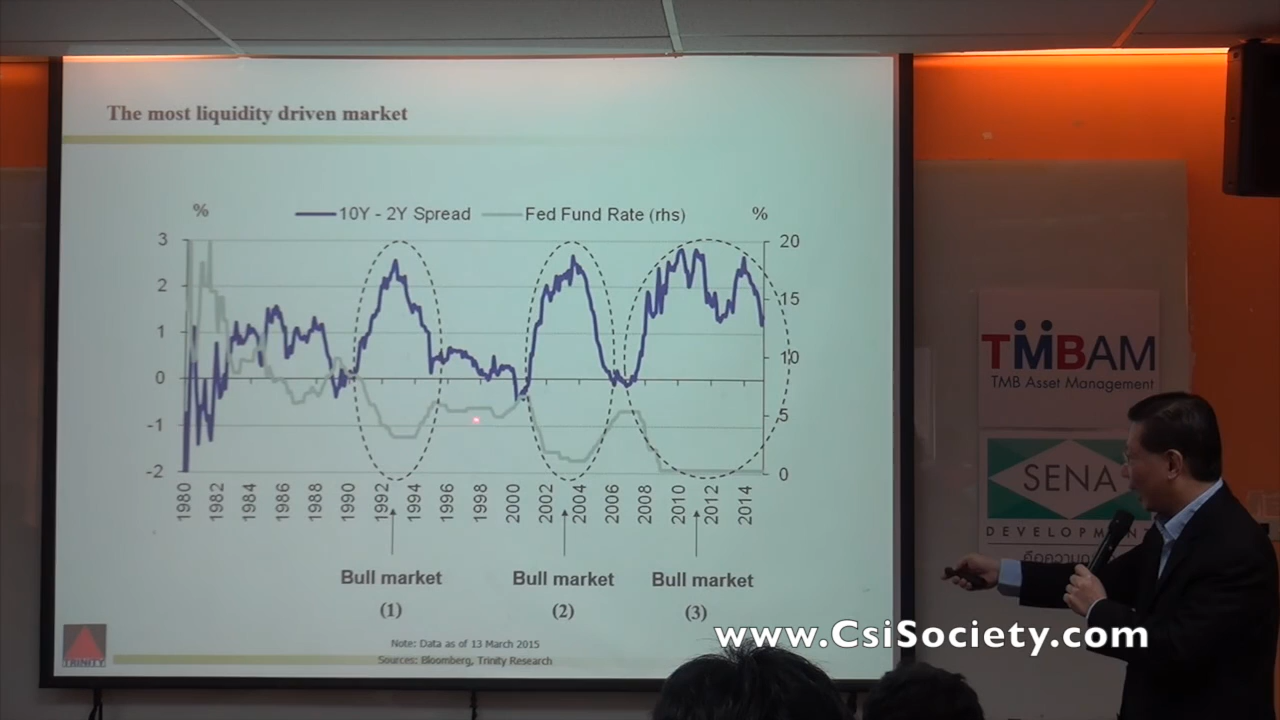 The most liquidity driven market
%
10Y - 2Y Spread
Fed Fund Rate (rhs)
%
3
2
1
0
-1
-2
20
15
10
5
0
1980 1982 1984 1986 1988 1990 1992 1994 1996 1998 2000 2002 2004 2006 2008 2010 2012 2014
Bull market
(1)
Bull market
(2)
Bull market
(3)
Note: Data as of 13 March 2015
Sources: Bloomberg, Trinity Research
TRINITY
TMBAM
TMB Asset Management
SENA
DEVELOPMENT
www.CsiSociety.com